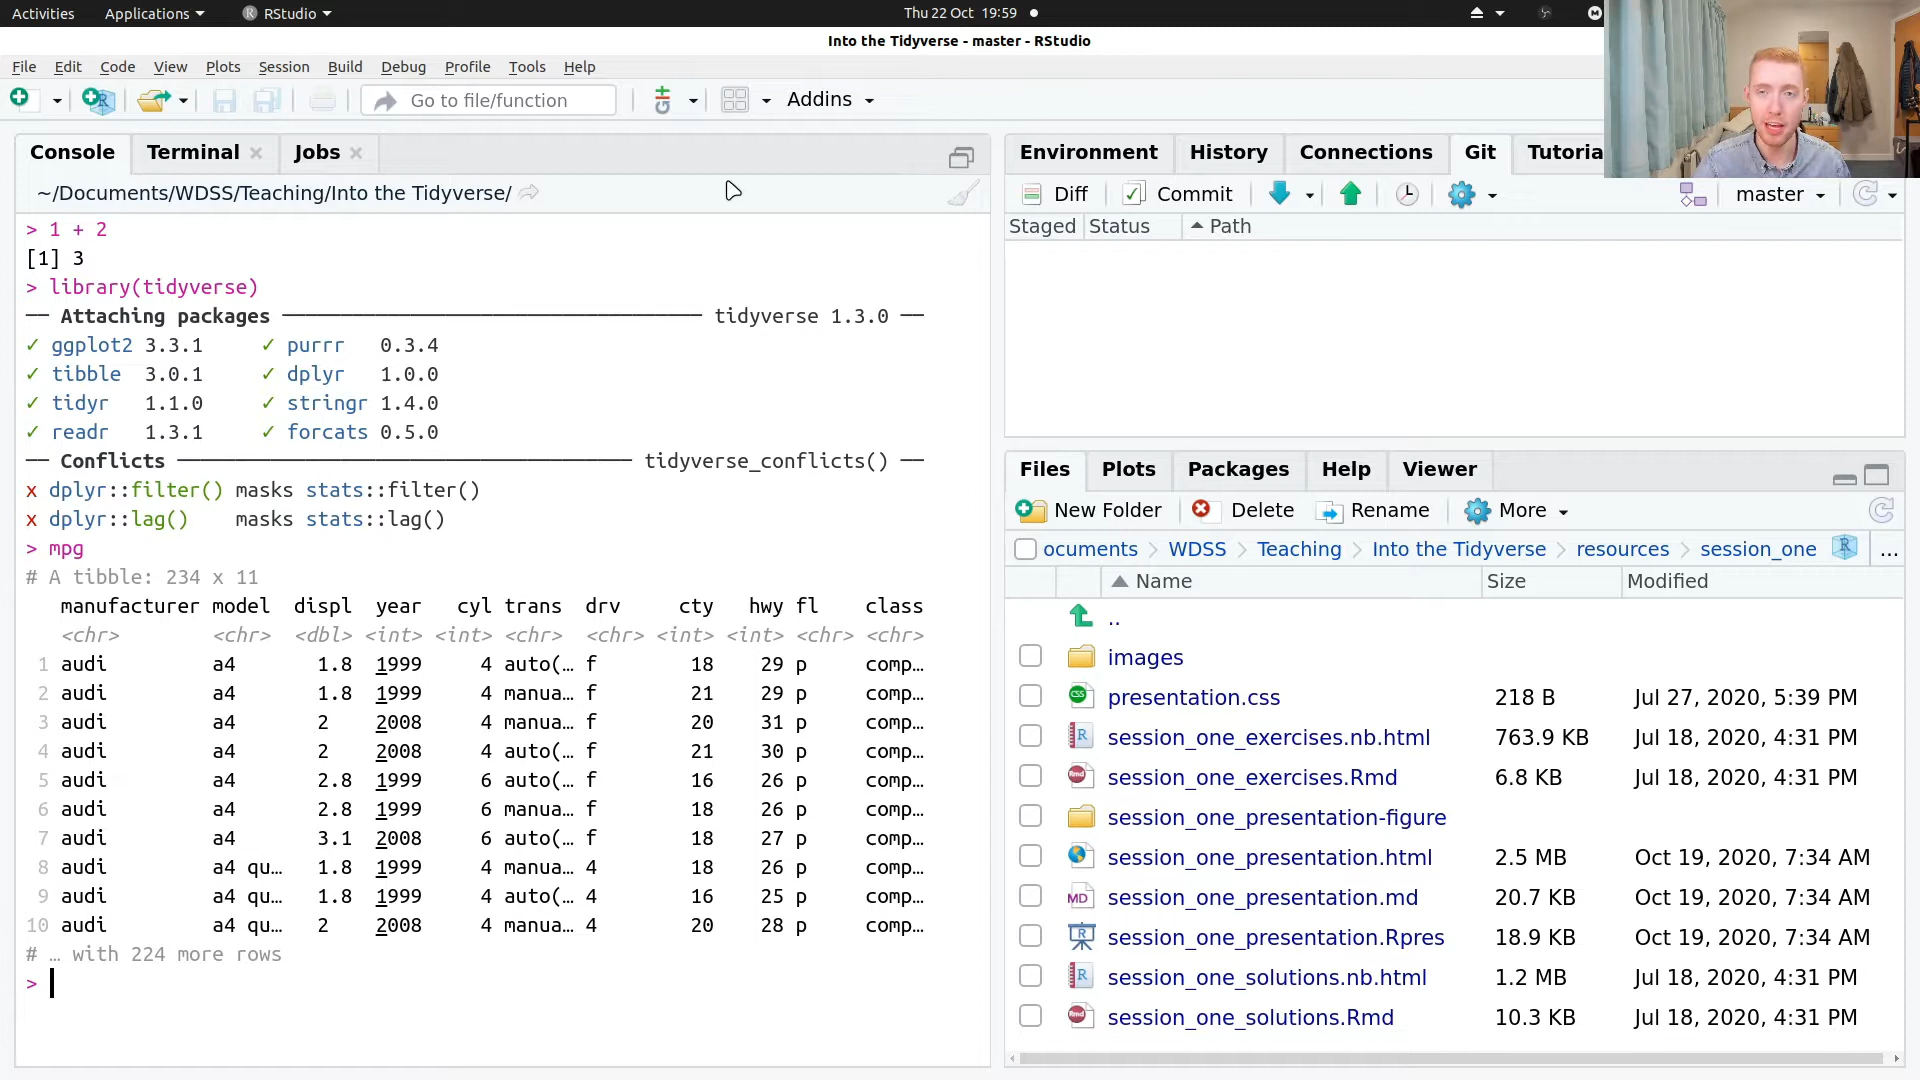 Activities Applications RStudio Thu 22 Oct 19:59
Into the Tidyverse - master - RStudio
File Edit Code View Plots Session Build Debug Profile Tools Help
Go to file/function Addins
Console Terminal Jobs
~/Documents/WDSS/Teaching/Into the Tidyverse/
> 1 + 2
[1] 3
> library(tidyverse)
── Attaching packages ──────────────────── tidyverse 1.3.0 ──
✓ ggplot2 3.3.1 ✓ purrr 0.3.4
✓ tibble 3.0.1 ✓ dplyr 1.0.0
✓ tidyr 1.1.0 ✓ stringr 1.4.0
✓ readr 1.3.1 ✓ forcats 0.5.0
── Conflicts ──────────────────── tidyverse_conflicts() ──
x dplyr::filter() masks stats::filter()
x dplyr::lag() masks stats::lag()
> mpg
# A tibble: 234 x 11
manufacturer model displ year cyl trans drv cty hwy fl class
<chr> <chr> <dbl> <int> <int> <chr> <chr> <int> <int> <chr> <chr>
1 audi a4 1.8 1999 4 auto(… f 18 29 p comp…
2 audi a4 1.8 1999 4 manua… f 21 29 p comp…
3 audi a4 2 2008 4 manua… f 20 31 p comp…
4 audi a4 2 2008 4 auto(… f 21 30 p comp…
5 audi a4 2.8 1999 6 auto(… f 16 26 p comp…
6 audi a4 2.8 1999 6 manua… f 18 26 p comp…
7 audi a4 3.1 2008 6 auto(… f 18 27 p comp…
8 audi a4 qu… 1.8 1999 4 manua… 4 18 26 p comp…
9 audi a4 qu… 1.8 1999 4 auto(… 4 16 25 p comp…
10 audi a4 qu… 2 2008 4 manua… 4 20 28 p comp…
# … with 224 more rows
>
Environment History Connections Git Tutoria
Diff Commit master
Staged Status Path
Files Plots Packages Help Viewer
New Folder Delete Rename More
ocuments > WDSS > Teaching > Into the Tidyverse > resources > session_one ...
Name Size Modified
..
images
presentation.css 218 B Jul 27, 2020, 5:39 PM
session_one_exercises.nb.html 763.9 KB Jul 18, 2020, 4:31 PM
session_one_exercises.Rmd 6.8 KB Jul 18, 2020, 4:31 PM
session_one_presentation-figure
session_one_presentation.html 2.5 MB Oct 19, 2020, 7:34 AM
session_one_presentation.md 20.7 KB Oct 19, 2020, 7:34 AM
session_one_presentation.Rpres 18.9 KB Oct 19, 2020, 7:34 AM
session_one_solutions.nb.html 1.2 MB Jul 18, 2020, 4:31 PM
session_one_solutions.Rmd 10.3 KB Jul 18, 2020, 4:31 PM